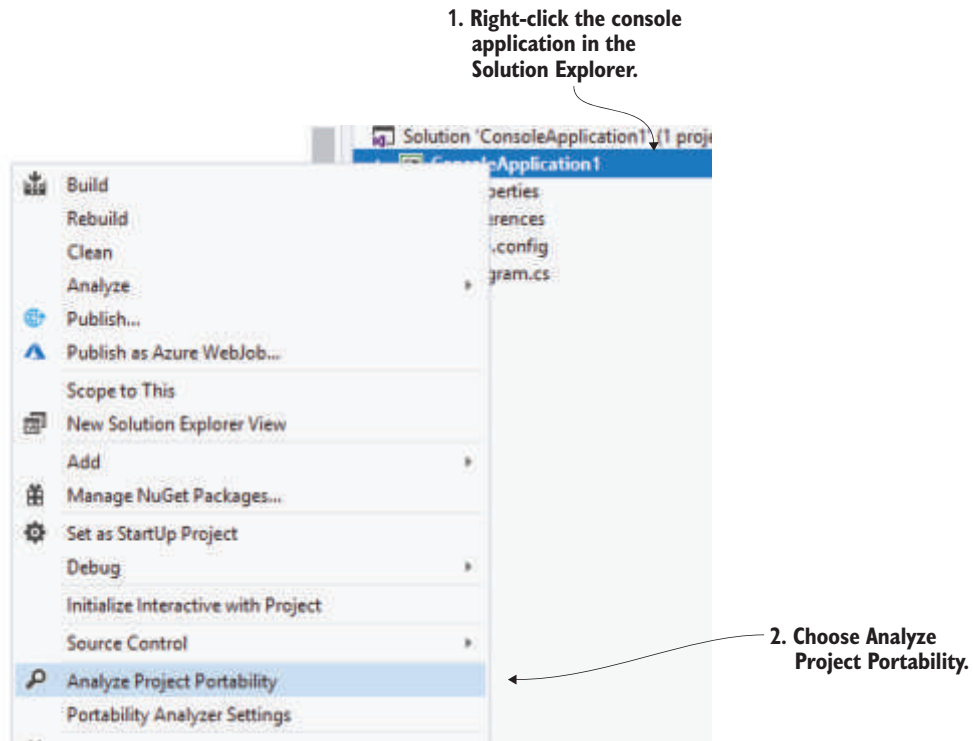 1. Right-click the console
application in the
Solution Explorer.
Solution 'ConsoleApplication1' (1 proje
ConsoleApplication1
Build
perties
Rebuild
erences
Clean
.config
Analyze
gram.cs
Publish...
Publish as Azure WebJob...
Scope to This
New Solution Explorer View
Add
Manage NuGet Packages...
Set as StartUp Project
Debug
Initialize Interactive with Project
Source Control
2. Choose Analyze
Project Portability.
Analyze Project Portability
Portability Analyzer Settings